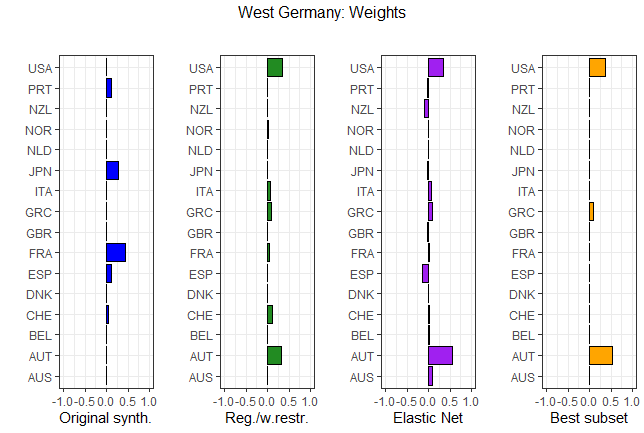 West Germany: Weights
USA
PRT
NZL
NOR
NLD
JPN
ITA
GRC
GBR
FRA
ESP
DNK
CHE
BEL
AUT
AUS
-1.0 -0.5 0.0 0.5 1.0
Original synth.
USA
PRT
NZL
NOR
NLD
JPN
ITA
GRC
GBR
FRA
ESP
DNK
CHE
BEL
AUT
AUS
-1.0 -0.5 0.0 0.5 1.0
Reg./w.restr.
USA
PRT
NZL
NOR
NLD
JPN
ITA
GRC
GBR
FRA
ESP
DNK
CHE
BEL
AUT
AUS
-1.0 -0.5 0.0 0.5 1.0
Elastic Net
USA
PRT
NZL
NOR
NLD
JPN
ITA
GRC
GBR
FRA
ESP
DNK
CHE
BEL
AUT
AUS
-1.0 -0.5 0.0 0.5 1.0
Best subset